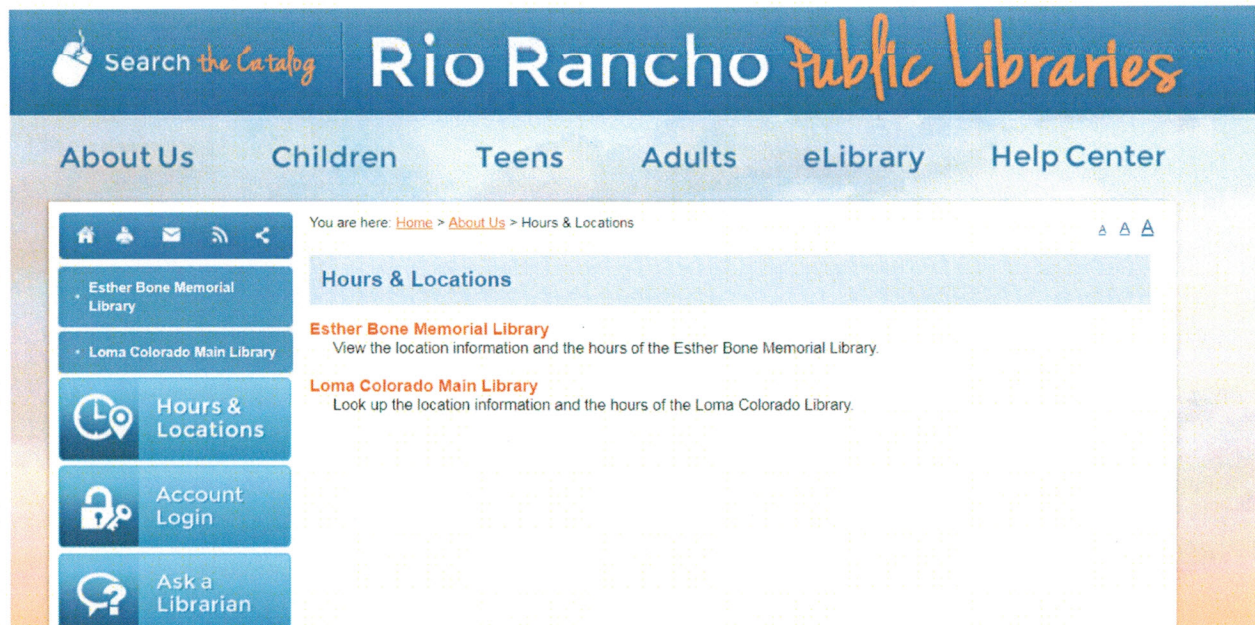 Search the Catalog
Rio Rancho Public Libraries
About Us Children Teens Adults eLibrary Help Center
You are here: Home > About Us > Hours & Locations
A A A
Esther Bone Memorial
Library
Loma Colorado Main Library
Hours &
Locations
Account
Login
Ask a
Librarian
Hours & Locations
Esther Bone Memorial Library
View the location information and the hours of the Esther Bone Memorial Library.
Loma Colorado Main Library
Look up the location information and the hours of the Loma Colorado Library.